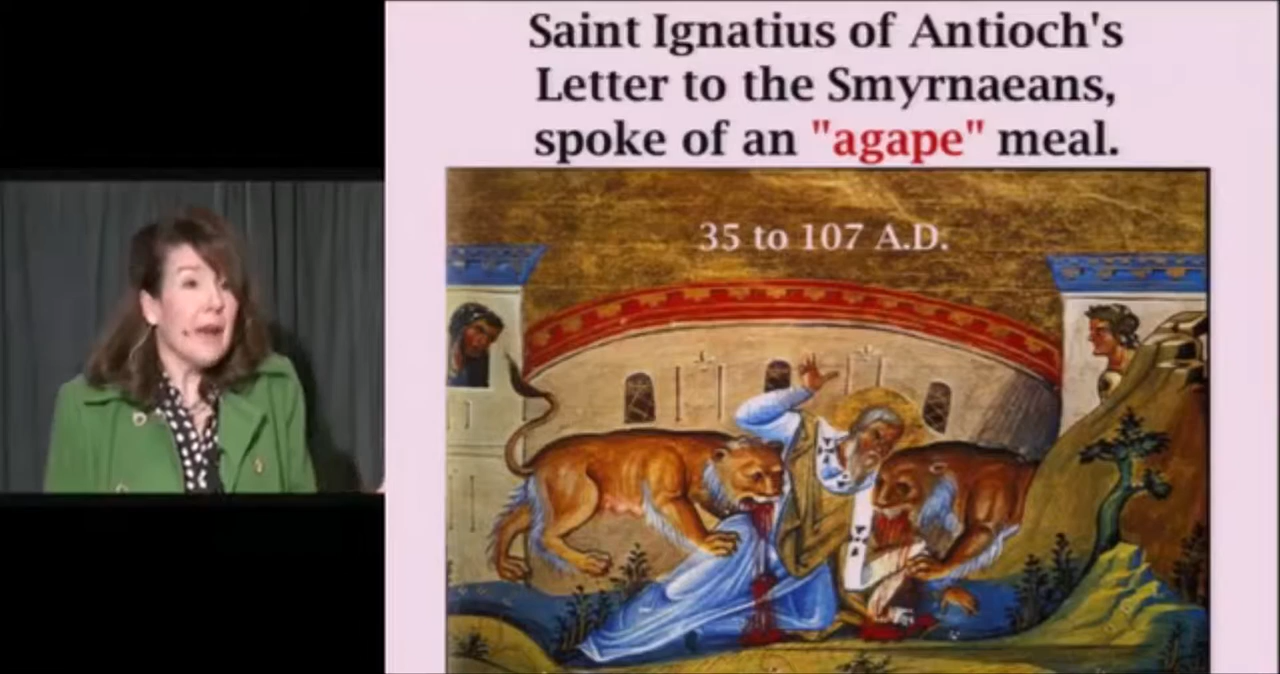 Saint Ignatius of Antioch's
Letter to the Smyrnaeans,
spoke of an "agape" meal.
35 to 107 A.D.